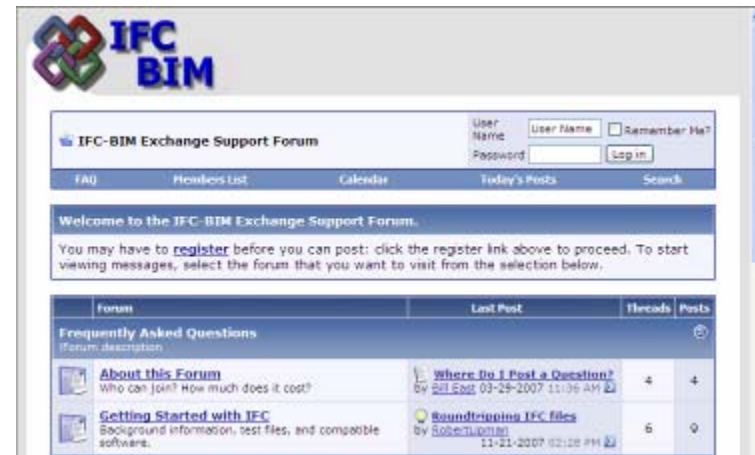 IFC
BIM
IFC-BIM Exchange Support Forum
User Name User Name Remember Me?
Password Log in
FAQ Members List Calendar Today's Posts Search
Welcome to the IFC-BIM Exchange Support Forum.
You may have to register before you can post: click the register link above to proceed. To start
viewing messages, select the forum that you want to visit from the selection below.
Forum Last Post Threads Posts
Frequently Asked Questions
Forum description
About this Forum Where Do I Post a Question? 4 4
Who can join? How much does it cost? by Bill East 03-29-2007 11:36 AM
Getting Started with IFC Roundtripping IFC files 6 9
Background information, test files, and compatible by RobertLipman
software. 11-21-2007 02:28 PM